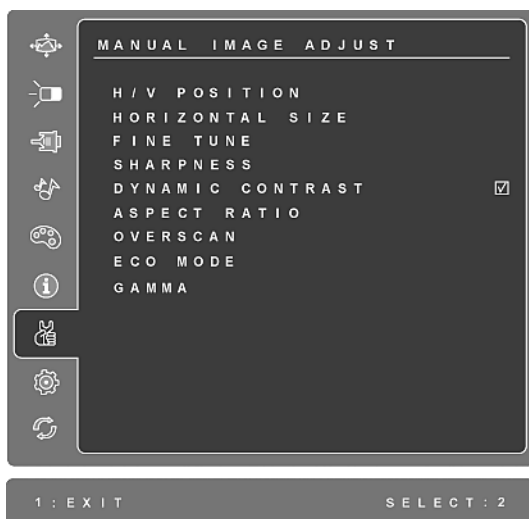 MANUAL IMAGE ADJUST
H/V POSITION
HORIZONTAL SIZE
FINE TUNE
SHARPNESS
DYNAMIC CONTRAST
ASPECT RATIO
OVERSCAN
ECO MODE
GAMMA
1:EXIT SELECT:2